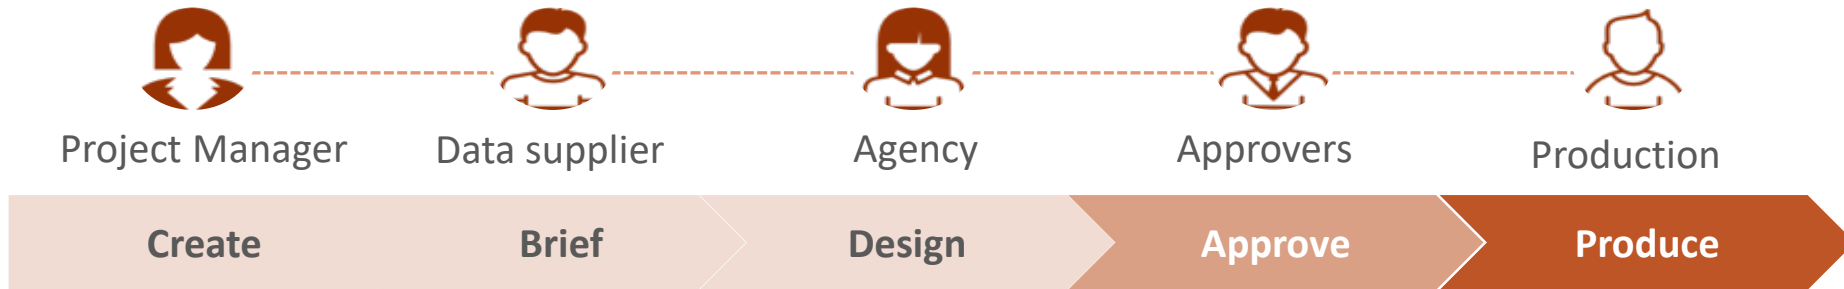 Project Manager
Data supplier
Agency
Approvers
Production
Create
Brief
Design
Approve
Produce